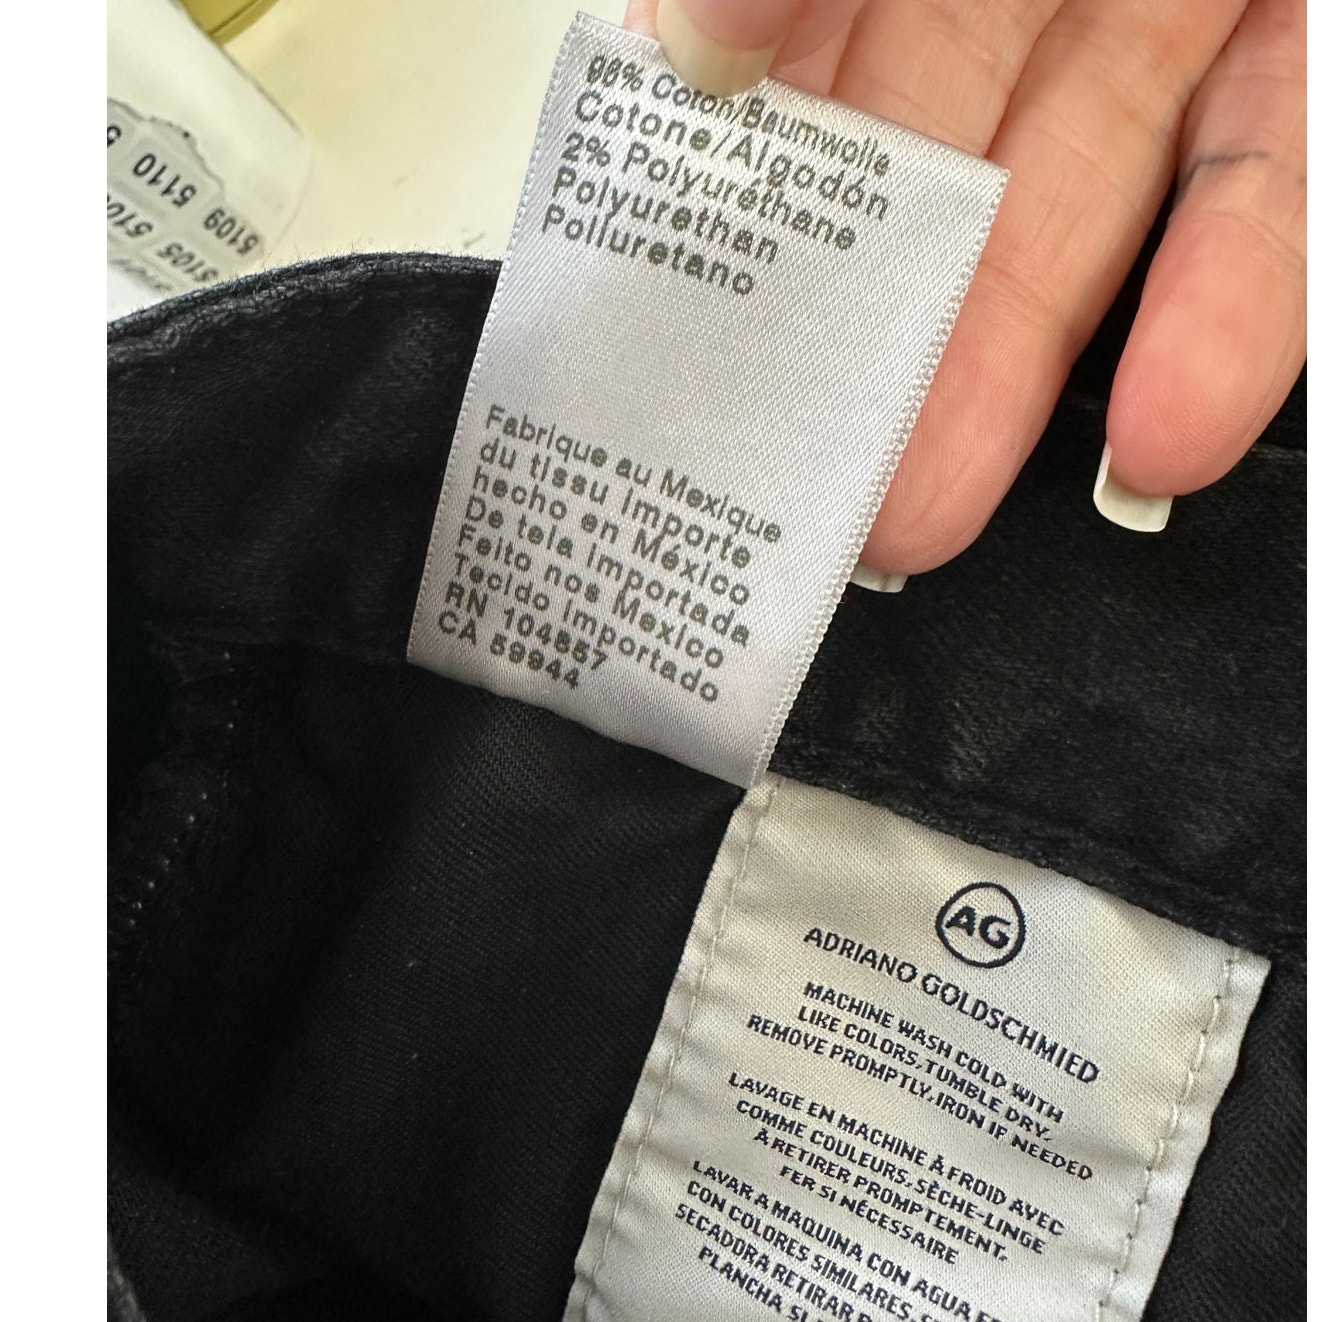 98% Coton/Baumwolle
Cotone/Algodón
2% Polyuréthane
Polyurethan
Poliuretano
Fabrique au Mexique
du tissu importe
hecho en México
De tela importada
Feito nos Mexico
Tecido importado
RN 104857
CA 59944
AG
ADRIANO GOLDSCHMIED
MACHINE WASH COLD WITH
LIKE COLORS, TUMBLE DRY,
REMOVE PROMPTLY, IRON IF NEEDED
LAVAGE EN MACHINE À FROID AVEC
COMME COULEURS, SÈCHE-LINGE
À RETIRER PROMPTEMENT,
FER SI NÉCESSAIRE
LAVAR A MAQUINA CON AGUA
CON COLORES SIMILARES,
SECADORA RETIRAR
PLANCHA SI
5109 5110 5110
5105